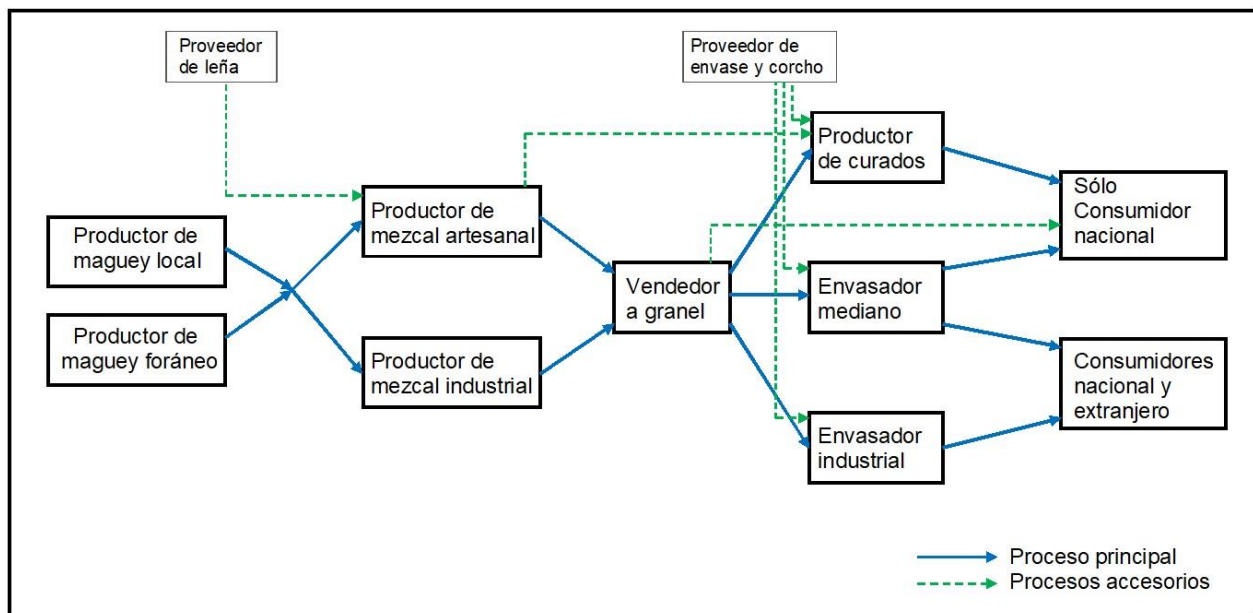 Proveedor
de leña
Proveedor de
envase y corcho
Productor
de curados
Sólo
Consumidor
nacional
Productor de
mezcal artesanal
Productor de
maguey local
Vendedor
a granel
Envasador
mediano
Productor de
maguey foráneo
Productor de
mezcal industrial
Consumidores
nacional y
extranjero
Envasador
industrial
Proceso principal
Procesos accesorios